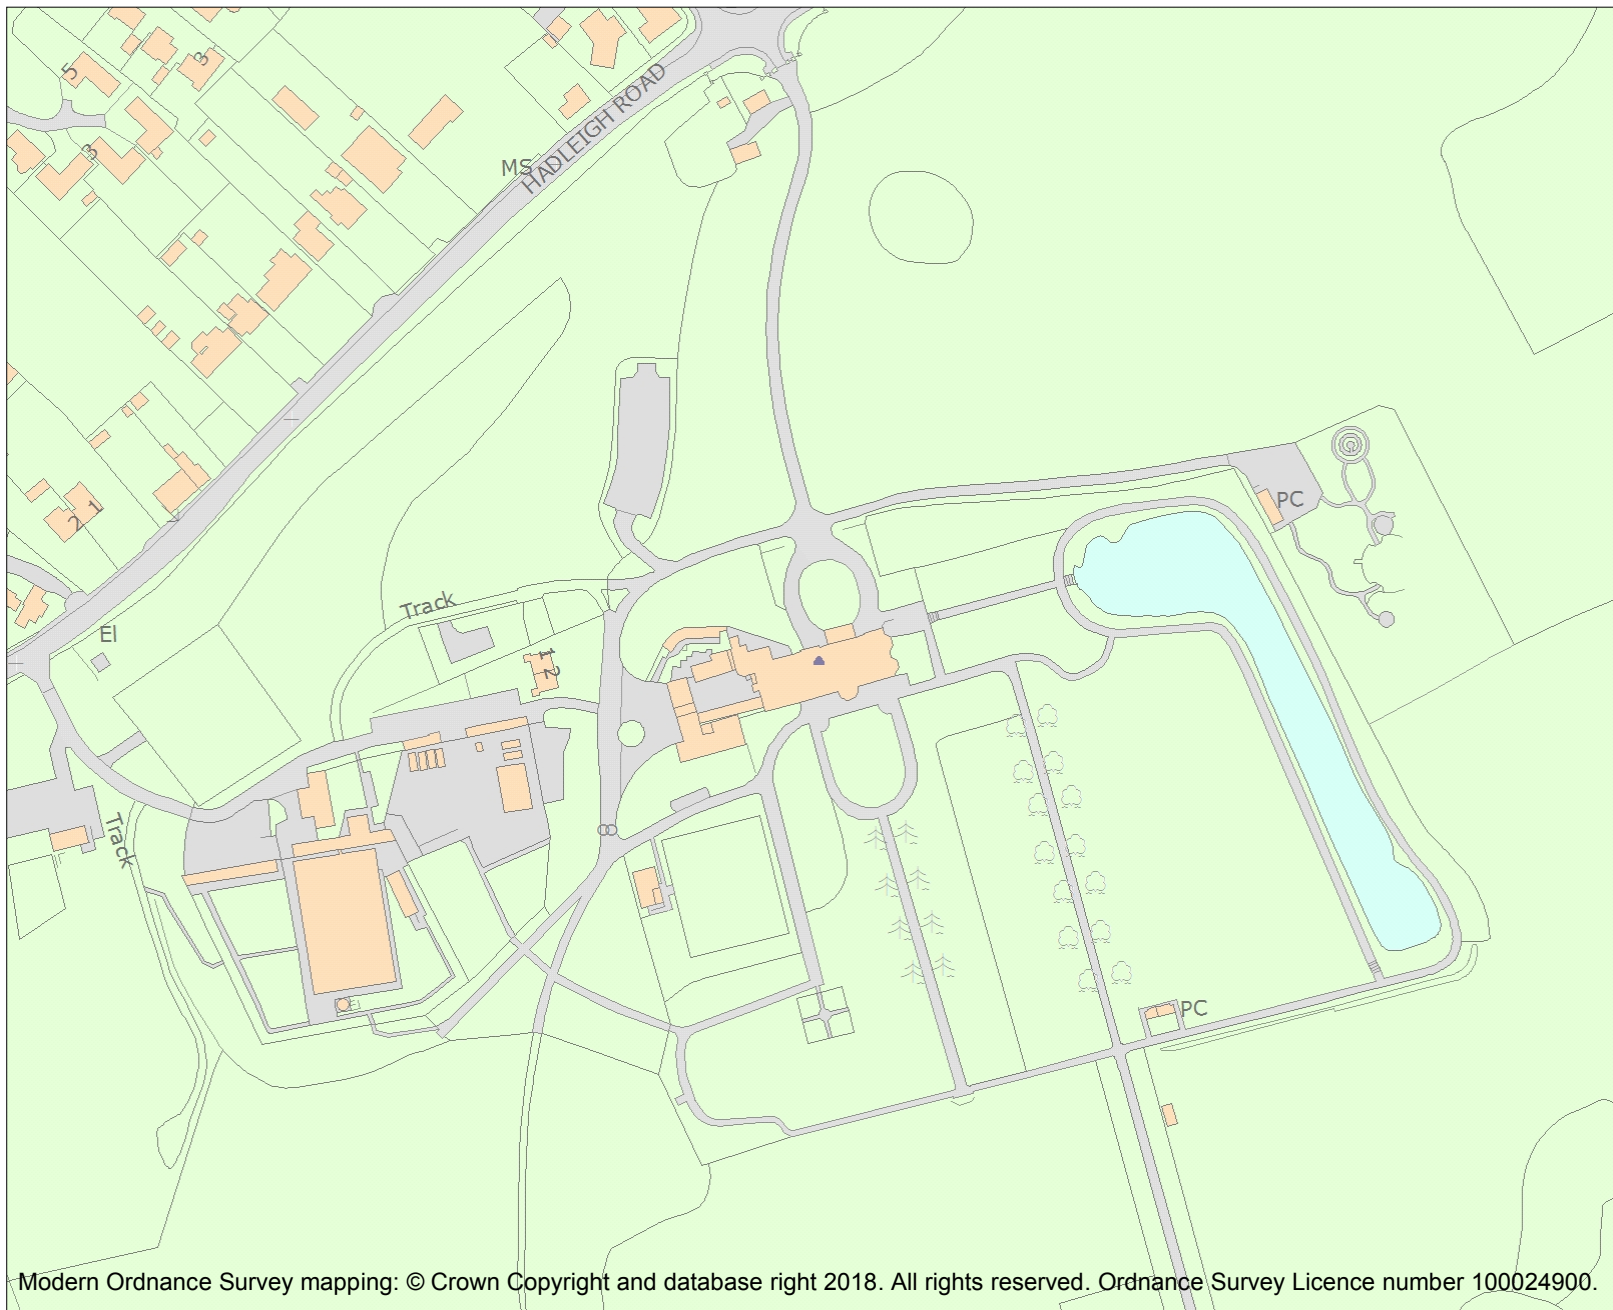 5
3
3
MS
HADLEIGH ROAD
PC
2 1
El
Track
1
2
Track
El
PC
Modern Ordnance Survey mapping: © Crown Copyright and database right 2018. All rights reserved. Ordnance Survey Licence number 100024900.